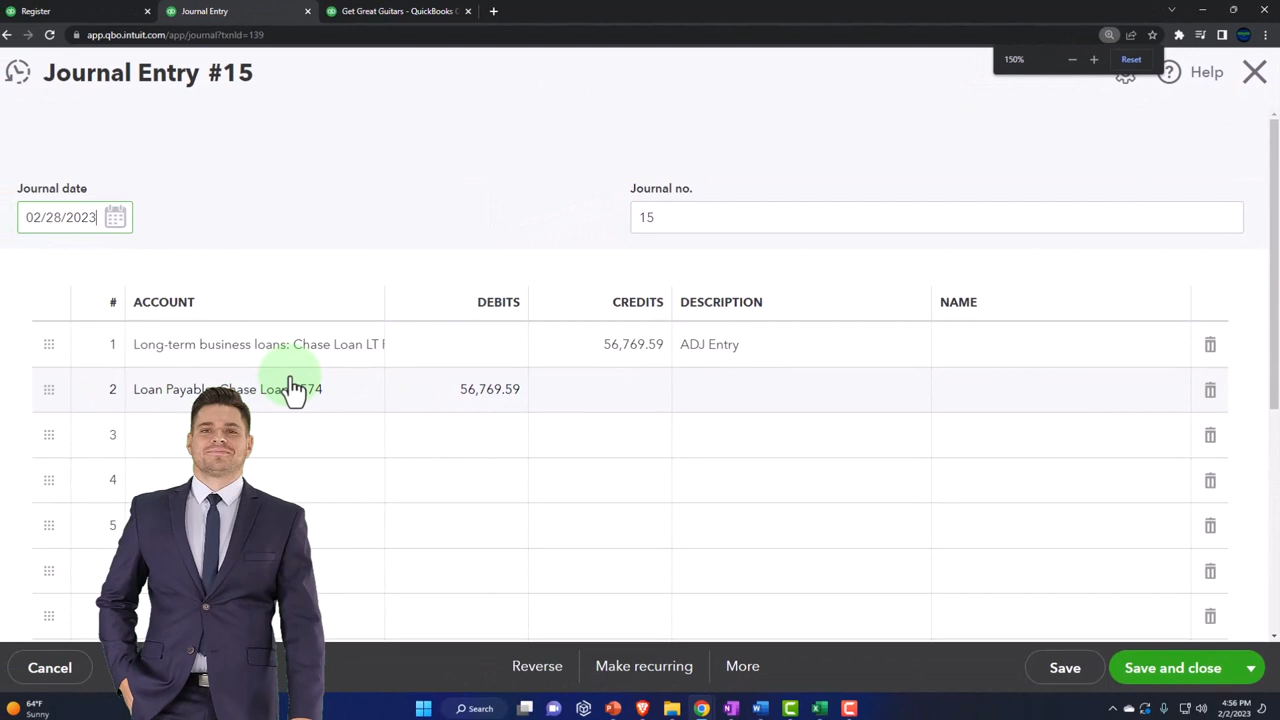 Register
Journal Entry
Get Great Guitars - QuickBooks
app.qbo.intuit.com/app/journal?txnId=139
150%
Reset
Journal Entry #15
Help
Journal date
Journal no.
02/28/2023
15
# ACCOUNT DEBITS CREDITS DESCRIPTION NAME
1 Long-term business loans: Chase Loan LT 56,769.59 ADJ Entry
2 Loan Payable 56,769.59
3
4
5
Cancel Reverse Make recurring More Save Save and close
64°F
Sunny
Search
4:56 PM
2/2/2023